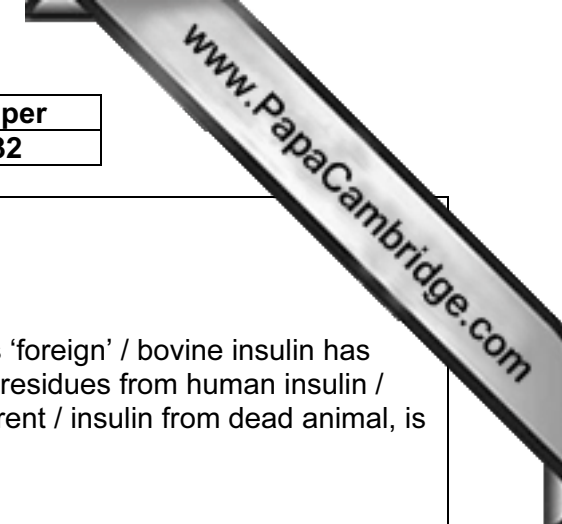 per
32
www.PapaCambridge.com
‘foreign’ / bovine insulin has
residues from human insulin /
rent / insulin from dead animal, is